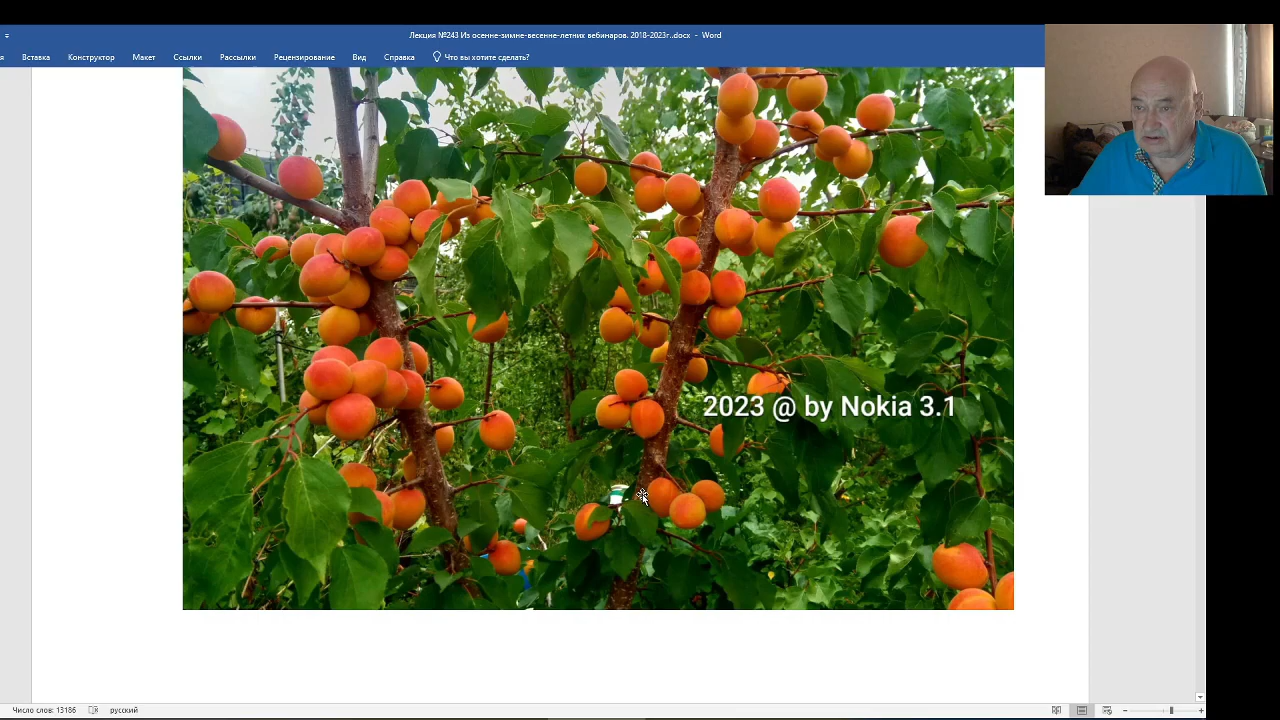 Лекция №243 Из осенне-зимне-весенне-летних вебинаров. 2018-2023г..docx - Word
я Вставка Конструктор Макет Ссылки Рассылки Рецензирование Вид Справка Что вы хотите сделать?
2023 @ by Nokia 3.1
Число слов: 13186 русский